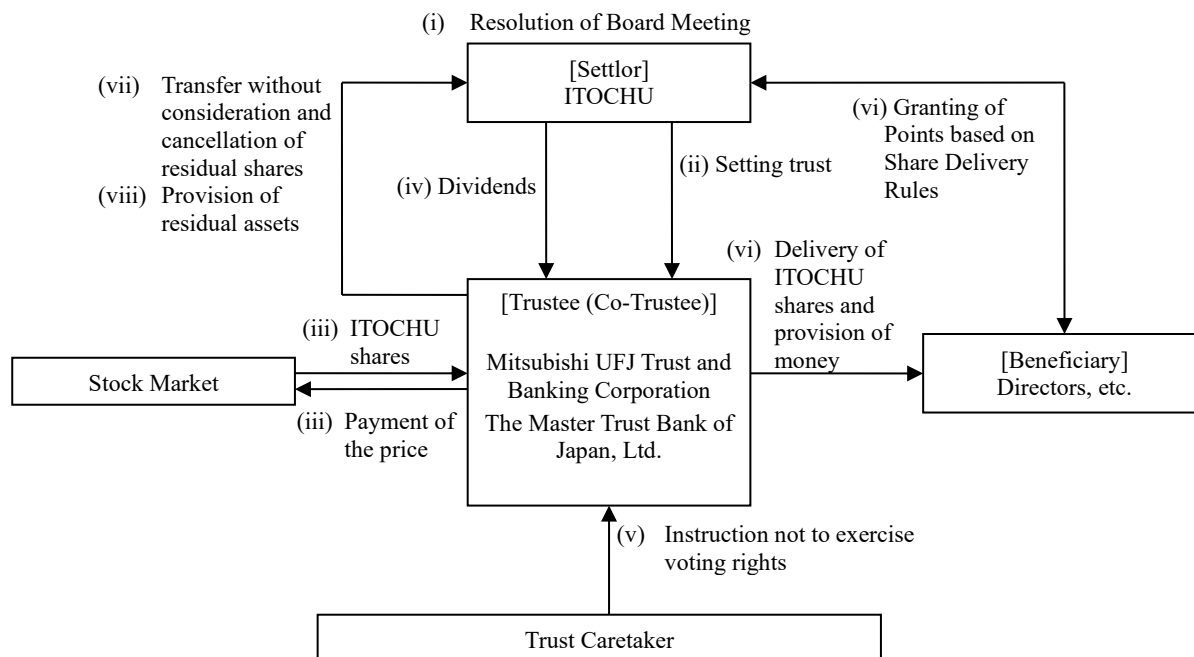 (i) Resolution of Board Meeting
[Settlor]
ITOCHU
(vii) Transfer without
consideration and
cancellation of
residual shares
(viii) Provision of
residual assets
(iv) Dividends
(ii) Setting trust
(vi) Granting of
Points based on
Share Delivery
Rules
(vi) Delivery of
ITOCHU
shares and
provision of
money
[Trustee (Co-Trustee)]
Mitsubishi UFJ Trust and
Banking Corporation
The Master Trust Bank of
Japan, Ltd.
(iii) ITOCHU
shares
Stock Market
(iii) Payment of
the price
[Beneficiary]
Directors, etc.
(v) Instruction not to exercise
voting rights
Trust Caretaker